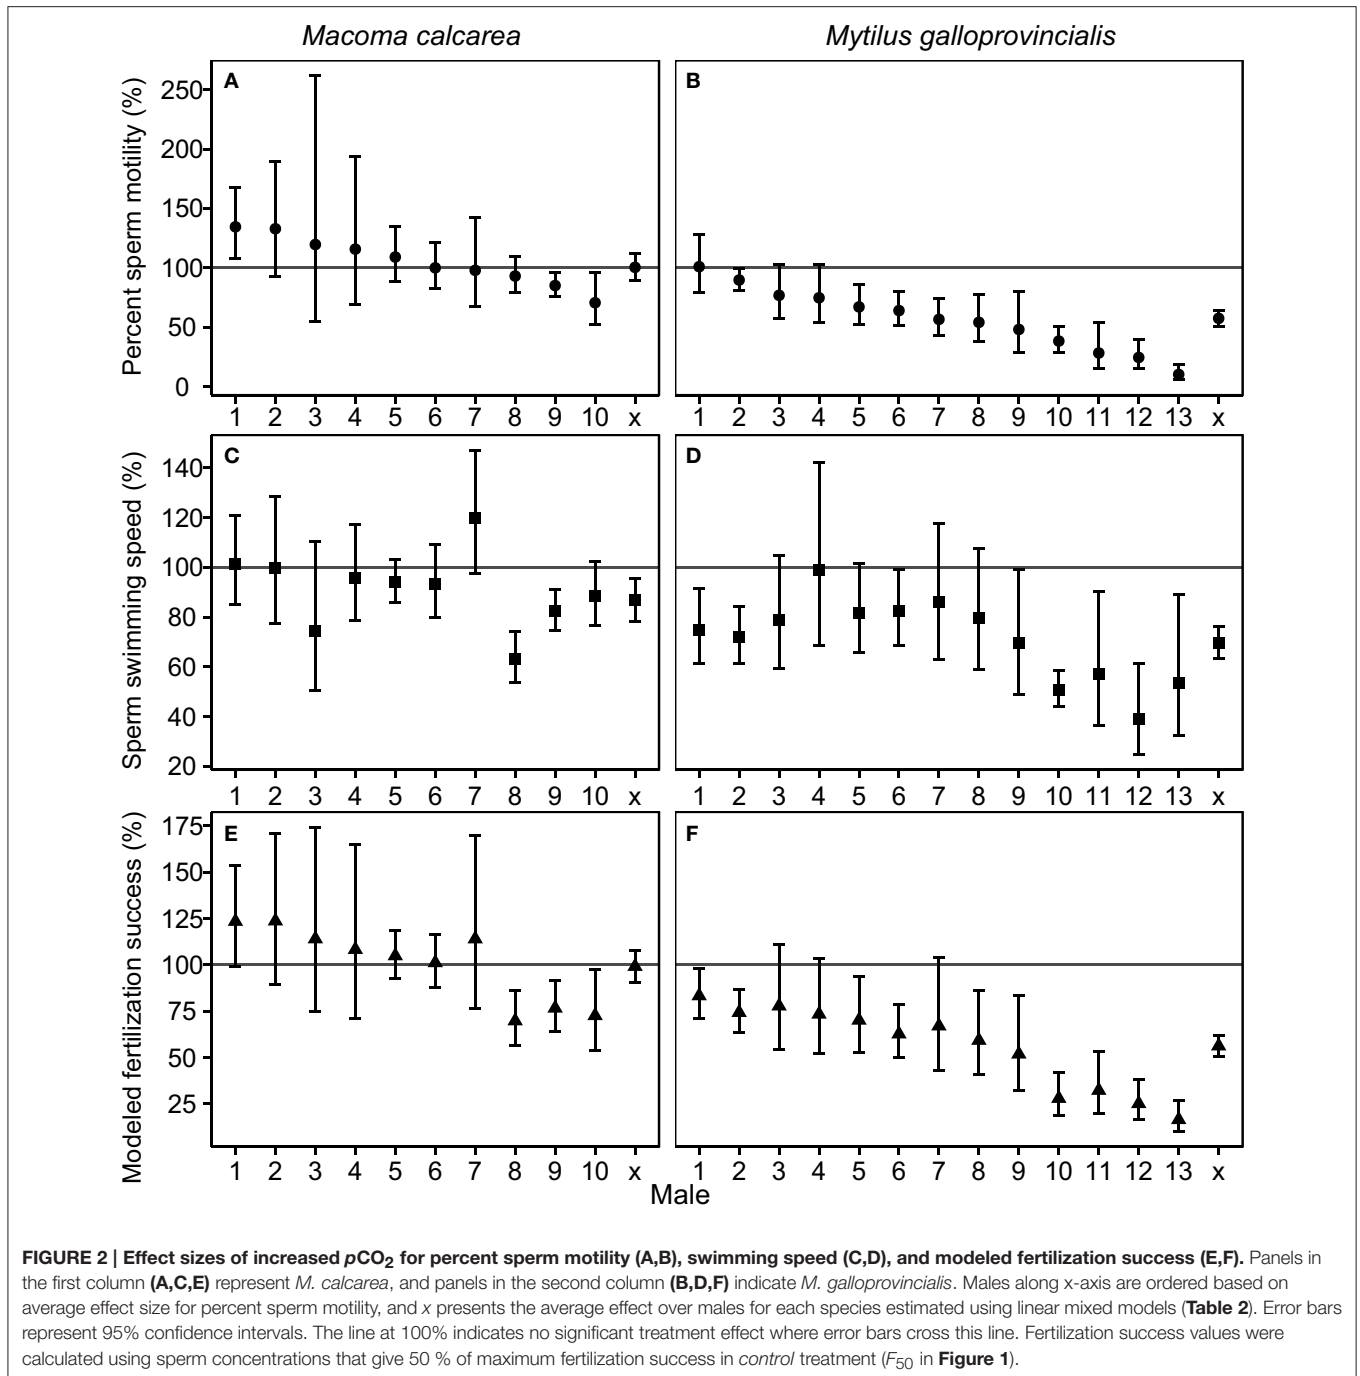 Macoma calcarea
Mytilus galloprovincialis
A
B
Percent sperm motility (%)
250
200
150
100
50
0
1 2 3 4 5 6 7 8 9 10 x
1 2 3 4 5 6 7 8 9 10 11 12 13 x
C
D
Sperm swimming speed (%)
140
120
100
80
60
40
20
1 2 3 4 5 6 7 8 9 10 x
1 2 3 4 5 6 7 8 9 10 11 12 13 x
E
F
Modeled fertilization success (%)
175
150
125
100
75
50
25
1 2 3 4 5 6 7 8 9 10 x
1 2 3 4 5 6 7 8 9 10 11 12 13 x
Male
FIGURE 2 | Effect sizes of increased pCO2 for percent sperm motility (A,B), swimming speed (C,D), and modeled fertilization success (E,F). Panels in
the first column (A,C,E) represent M. calcarea, and panels in the second column (B,D,F) indicate M. galloprovincialis. Males along x-axis are ordered based on
average effect size for percent sperm motility, and x presents the average effect over males for each species estimated using linear mixed models (Table 2). Error bars
represent 95% confidence intervals. The line at 100% indicates no significant treatment effect where error bars cross this line. Fertilization success values were
calculated using sperm concentrations that give 50 % of maximum fertilization success in control treatment (F50 in Figure 1).